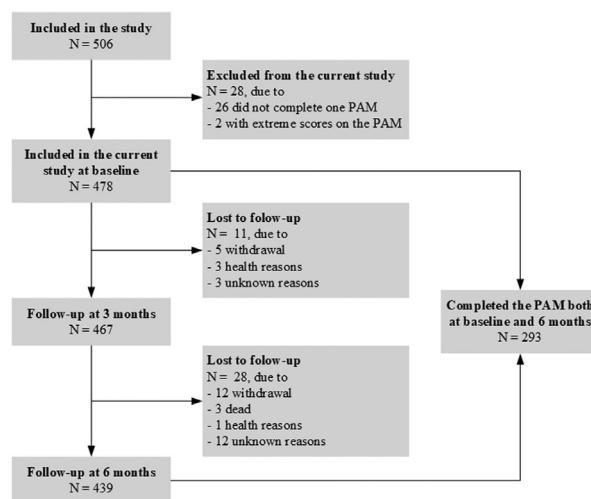 Included in the study
N = 506
Excluded from the current study
N = 28, due to
- 26 did not complete one PAM
- 2 with extreme scores on the PAM
Included in the current
study at baseline
N = 478
Lost to folow-up
N = 11, due to
- 5 withdrawal
- 3 health reasons
- 3 unknown reasons
Follow-up at 3 months
N = 467
Completed the PAM both
at baseline and 6 months
N = 293
Lost to folow-up
N = 28, due to
- 12 withdrawal
- 3 dead
- 1 health reasons
- 12 unknown reasons
Follow-up at 6 months
N = 439